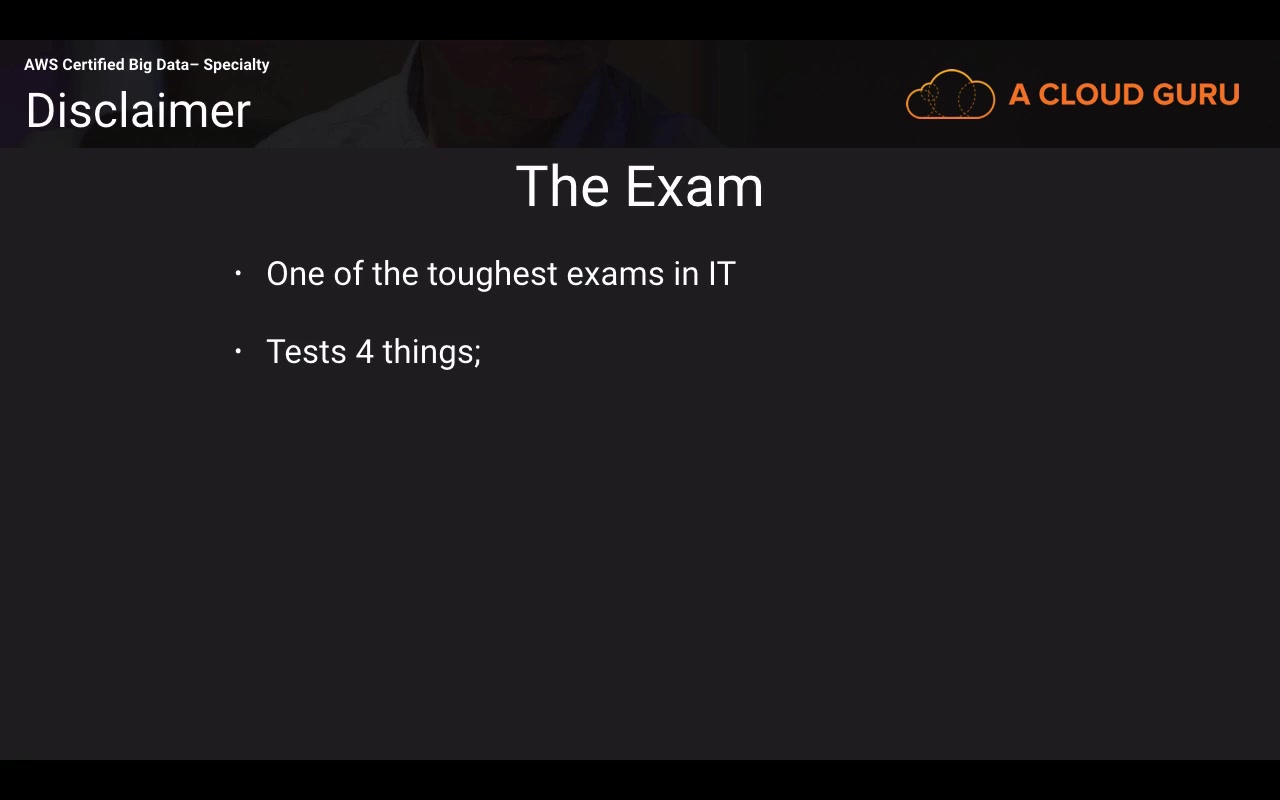 AWS Certified Big Data– Specialty
Disclaimer
A CLOUD GURU
The Exam
• One of the toughest exams in IT
• Tests 4 things;